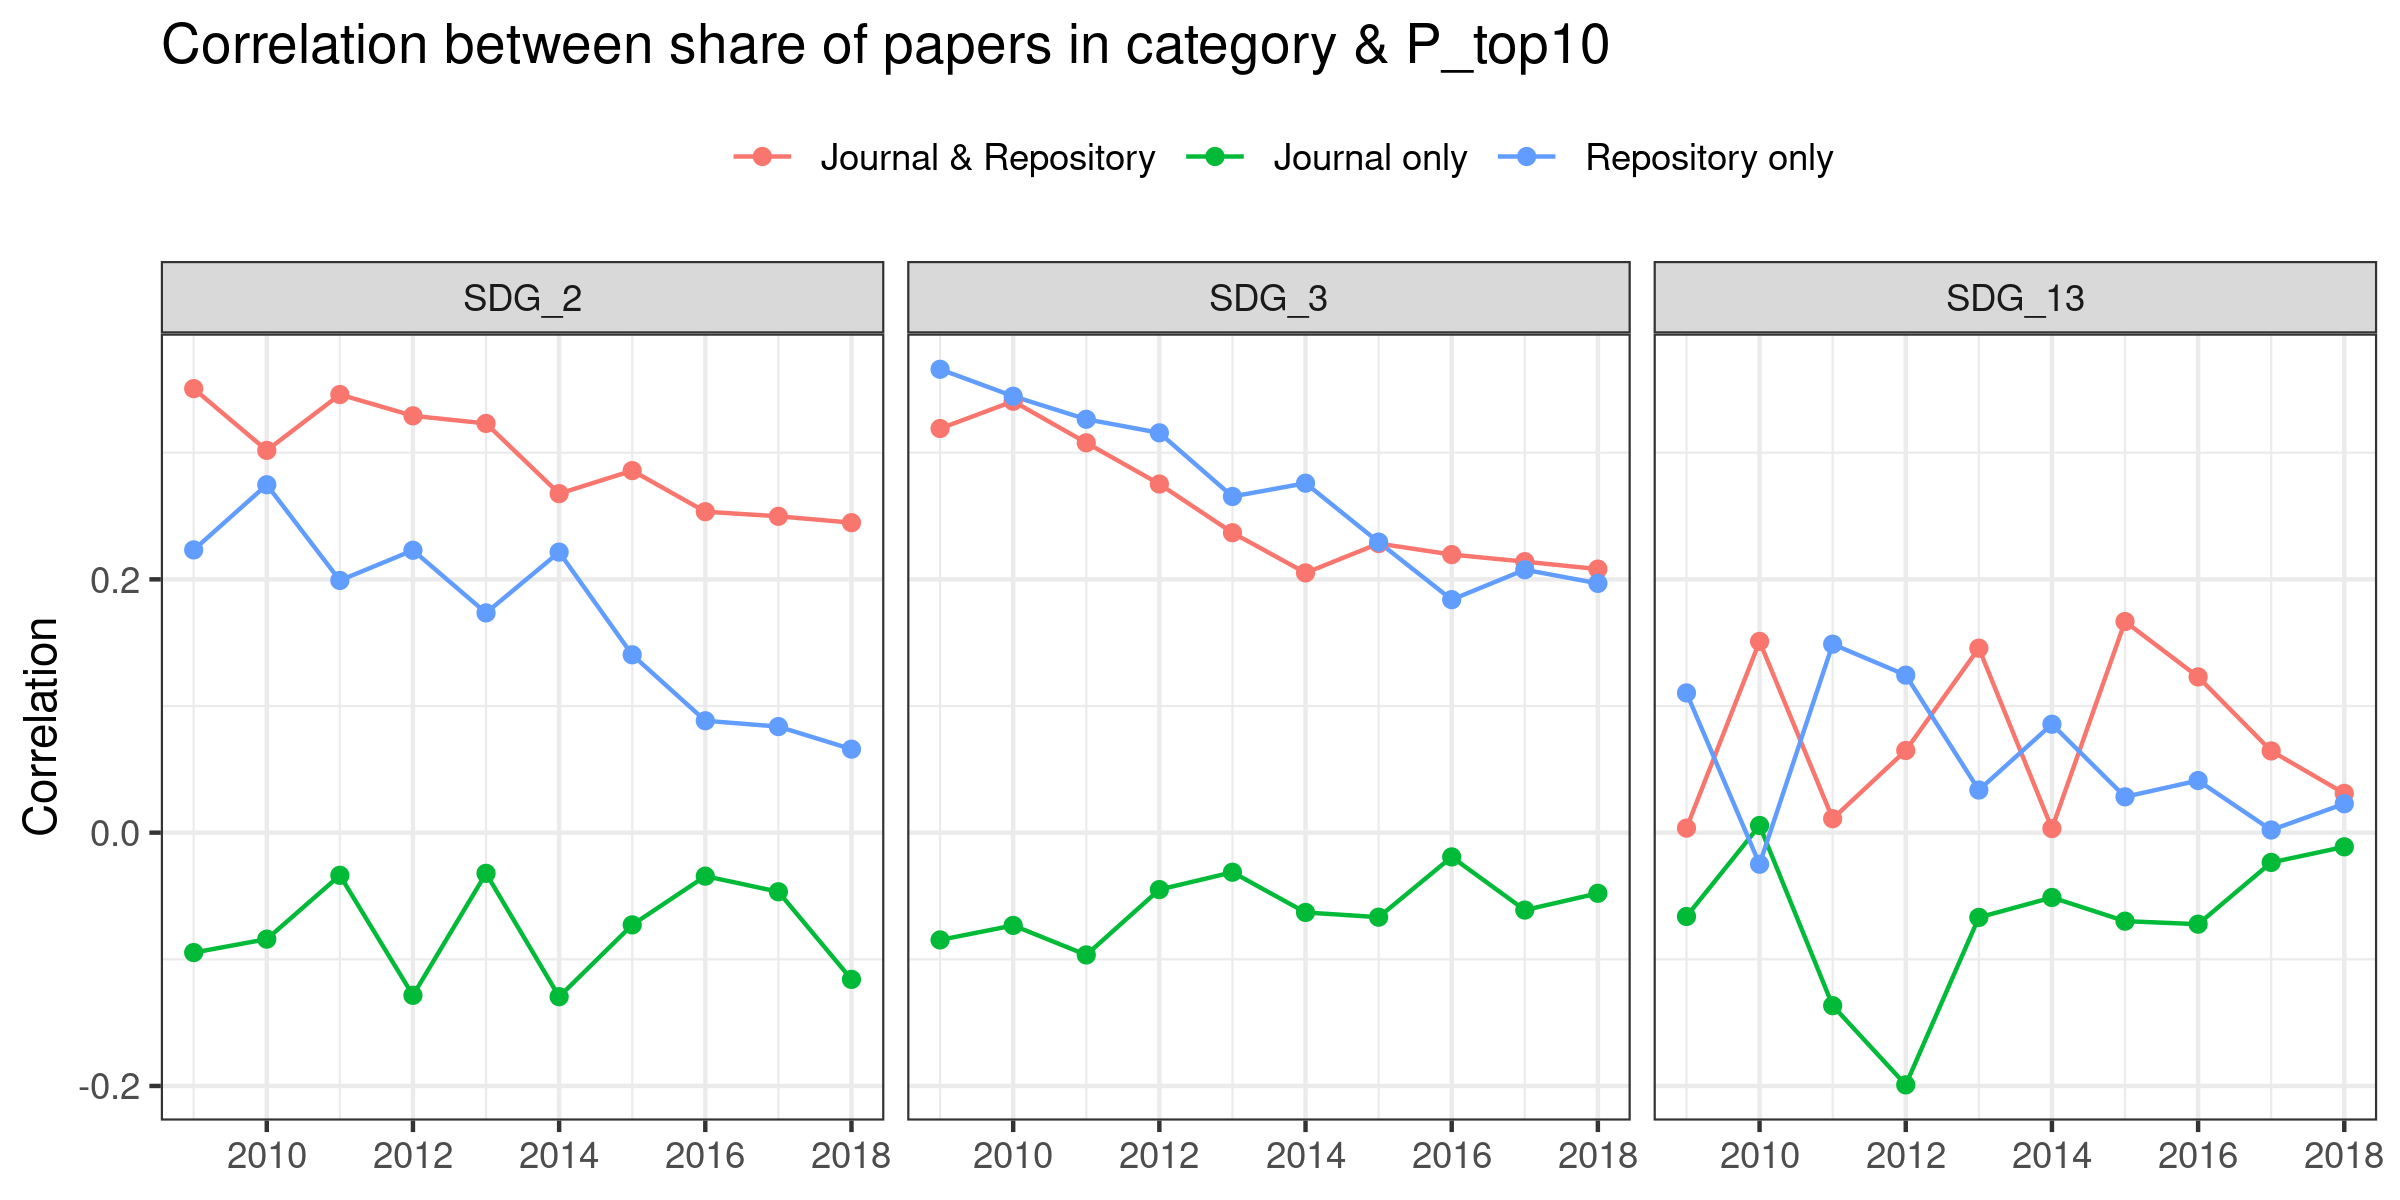 Correlation between share of papers in category & P_top10
Journal & Repository Journal only Repository only
SDG_2 SDG_3 SDG_13
Correlation
0.2
0.0
-0.2
2010 2012 2014 2016 2018 2010 2012 2014 2016 2018 2010 2012 2014 2016 2018